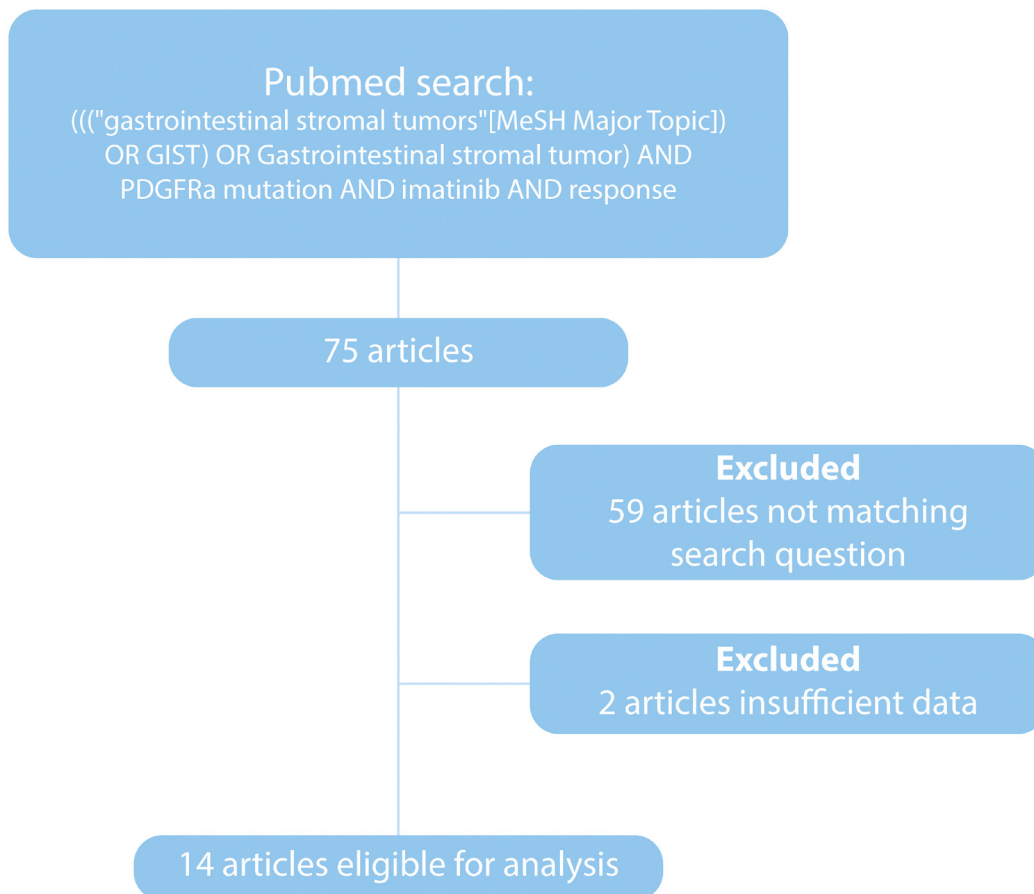 Pubmed search:
((("gastrointestinal stromal tumors"[MeSH Major Topic])
OR GIST) OR Gastrointestinal stromal tumor) AND
PDGFRa mutation AND imatinib AND response
75 articles
Excluded
59 articles not matching
search question
Excluded
2 articles insufficient data
14 articles eligible for analysis